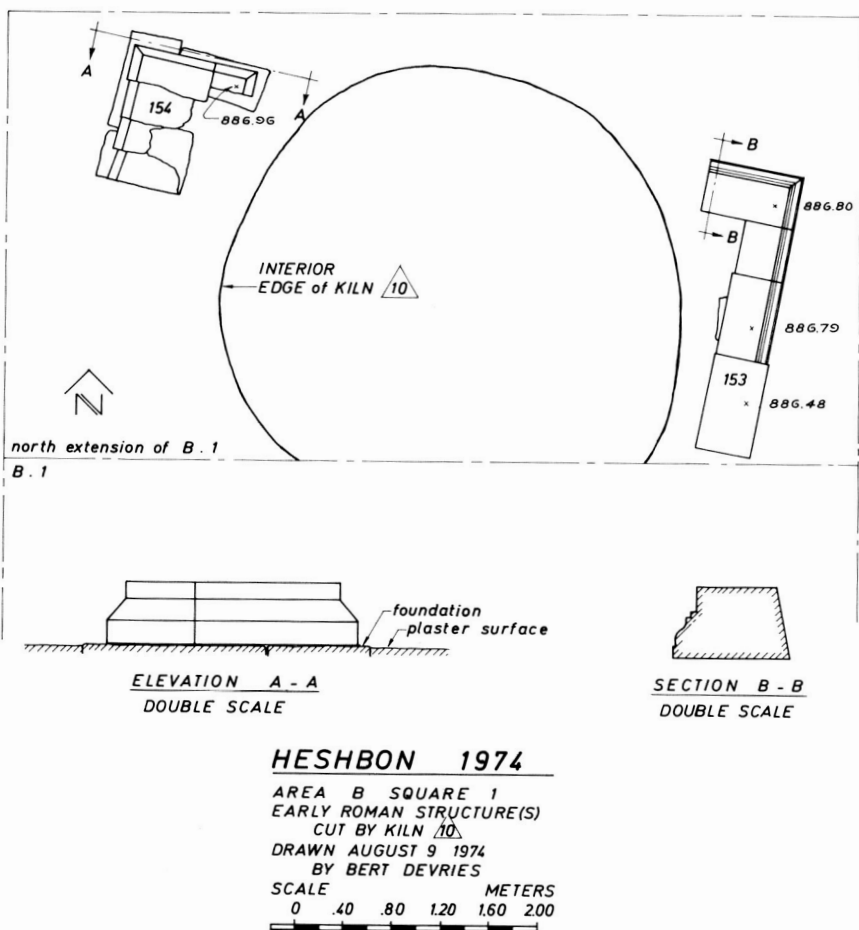 A
154
886.96
A
B
886.80
B
INTERIOR
EDGE of KILN 10
886.79
153
886.48
N
north extension of B.1
B.1
foundation
plaster surface
ELEVATION A-A
DOUBLE SCALE
SECTION B-B
DOUBLE SCALE
HESHBON 1974
AREA B SQUARE 1
EARLY ROMAN STRUCTURE(S)
CUT BY KILN 10
DRAWN AUGUST 9 1974
BY BERT DEVRIES
SCALE METERS
0 .40 .80 1.20 1.60 2.00